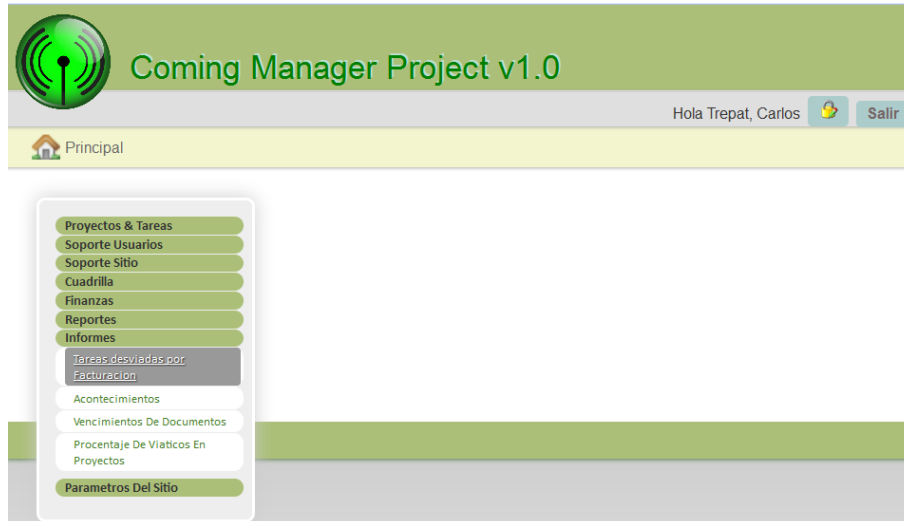 Coming Manager Project v1.0
Hola Trepat, Carlos
Salir
Principal
Proyectos & Tareas
Soporte Usuarios
Soporte Sitio
Cuadrilla
Finanzas
Reportes
Informes
Tareas desviadas por
Facturacion
Acontecimientos
Vencimientos De Documentos
Procentaje De Viaticos En
Proyectos
Parametros Del Sitio